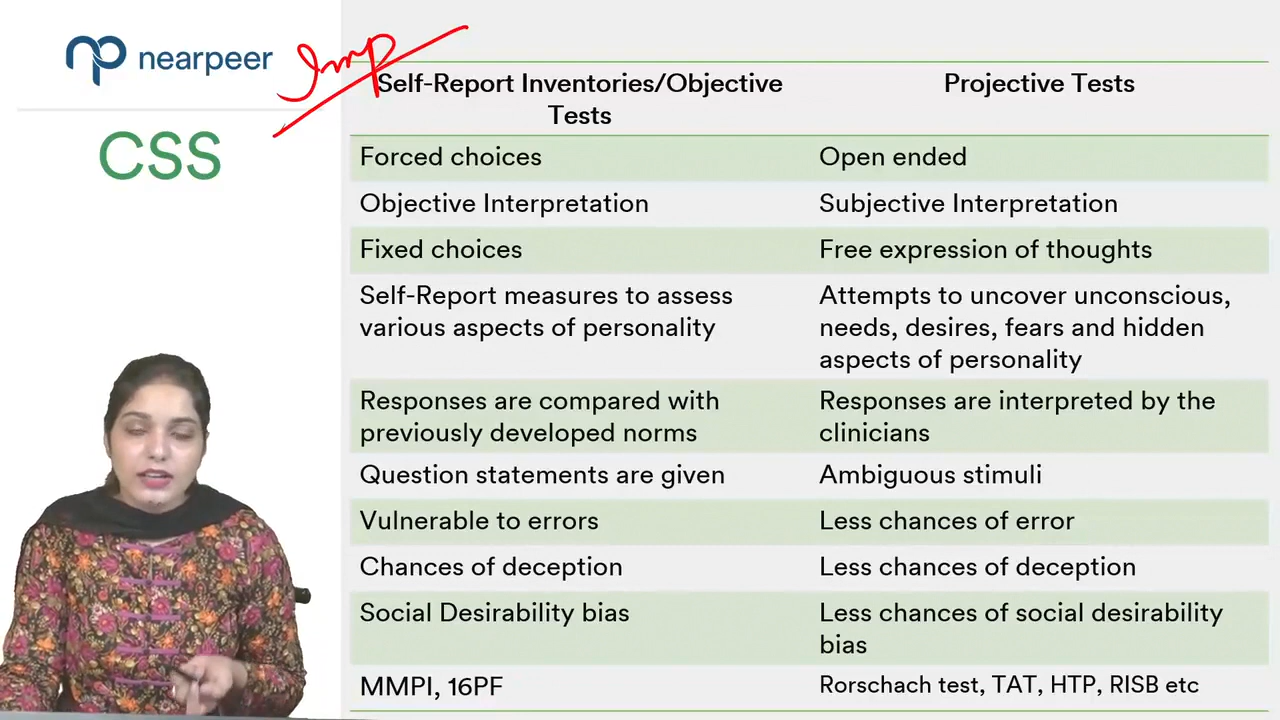 nearpeer
Imp
CSS
Self-Report Inventories/Objective Projective Tests
Tests
Forced choices Open ended
Objective Interpretation Subjective Interpretation
Fixed choices Free expression of thoughts
Self-Report measures to assess Attempts to uncover unconscious,
various aspects of personality needs, desires, fears and hidden
aspects of personality
Responses are compared with Responses are interpreted by the
previously developed norms clinicians
Question statements are given Ambiguous stimuli
Vulnerable to errors Less chances of error
Chances of deception Less chances of deception
Social Desirability bias Less chances of social desirability
bias
MMPI, 16PF Rorschach test, TAT, HTP, RISB etc